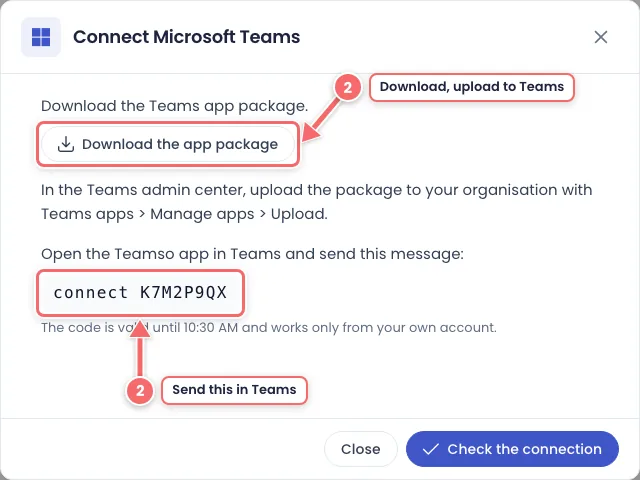 Connect Microsoft Teams
2
Download, upload to Teams
Download the Teams app package.
Download the app package
In the Teams admin center, upload the package to your organisation with
Teams apps > Manage apps > Upload.
Open the Teamso app in Teams and send this message:
connect K7M2P9QX
The code is valid until 10:30 AM and works only from your own account.
2
Send this in Teams
Close
Check the connection